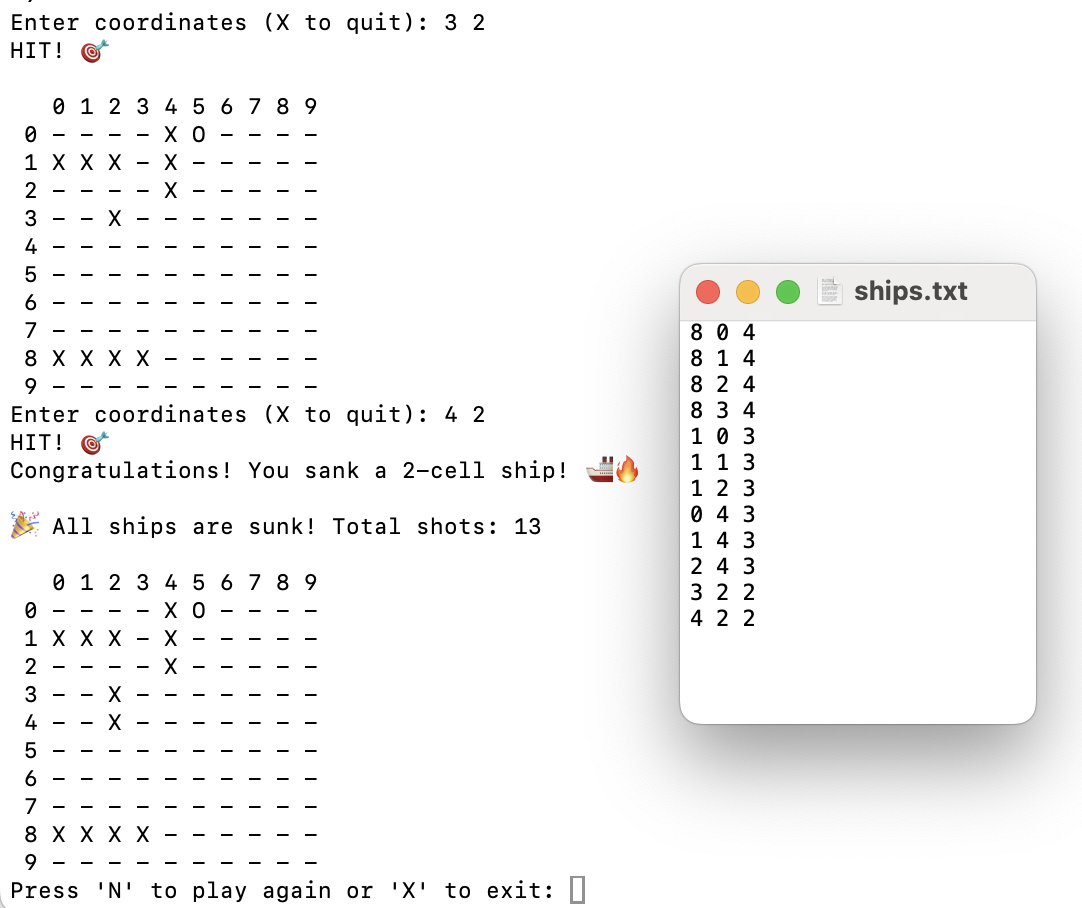 Enter coordinates (X to quit): 3 2
HIT! 🎯
0 1 2 3 4 5 6 7 8 9
0 - - - - X O - - - -
1 X X X - X - - - - -
2 - - - - X - - - - -
3 - - X - - - - - - -
4 - - - - - - - - - -
5 - - - - - - - - - -
6 - - - - - - - - - -
7 - - - - - - - - - -
8 X X X X - - - - - -
9 - - - - - - - - - -
Enter coordinates (X to quit): 4 2
HIT! 🎯
Congratulations! You sank a 2-cell ship! 🚢🔥
🎉 All ships are sunk! Total shots: 13
0 1 2 3 4 5 6 7 8 9
0 - - - - X O - - - -
1 X X X - X - - - - -
2 - - - - X - - - - -
3 - - X - - - - - - -
4 - - X - - - - - - -
5 - - - - - - - - - -
6 - - - - - - - - - -
7 - - - - - - - - - -
8 X X X X - - - - - -
9 - - - - - - - - - -
Press 'N' to play again or 'X' to exit:
ships.txt
8 0 4
8 1 4
8 2 4
8 3 4
1 0 3
1 1 3
1 2 3
0 4 3
1 4 3
2 4 3
3 2 2
4 2 2